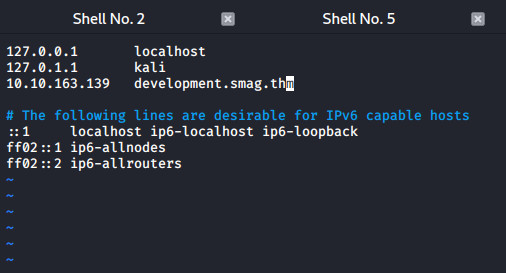 Shell No. 2 Shell No. 5
127.0.0.1 localhost
127.0.1.1 kali
10.10.163.139 development.smag.thm
# The following lines are desirable for IPv6 capable hosts
::1 localhost ip6-localhost ip6-loopback
ff02::1 ip6-allnodes
ff02::2 ip6-allrouters
~
~
~
~
~
~